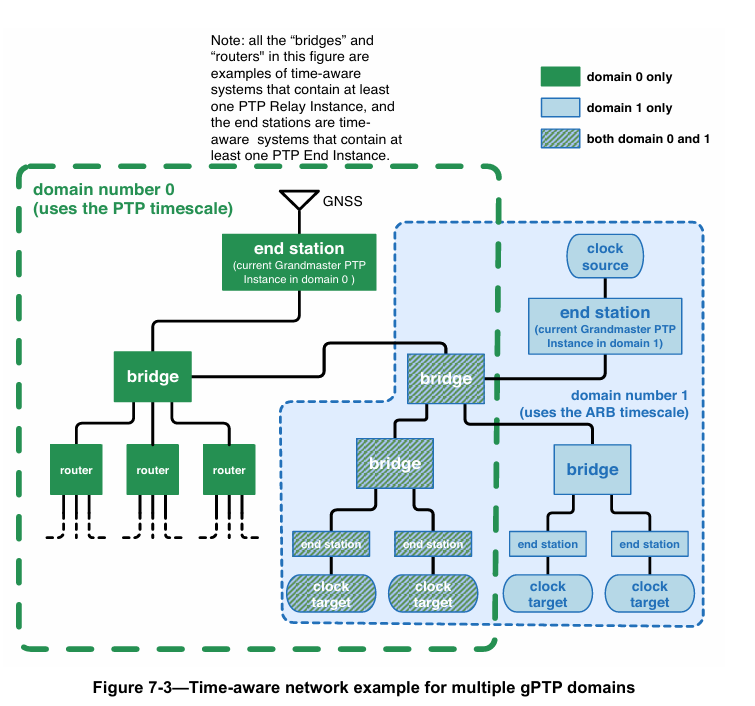 Note: all the “bridges” and
“routers" in this figure are
examples of time-aware
systems that contain at least
one PTP Relay Instance, and
the end stations are time-
aware systems that contain at
least one PTP End Instance.
domain 0 only
domain 1 only
both domain 0 and 1
domain number 0
(uses the PTP timescale)
GNSS
end station
(current Grandmaster PTP
Instance in domain 0 )
clock
source
end station
(current Grandmaster PTP
Instance in domain 1)
bridge
bridge
domain number 1
(uses the ARB timescale)
router
router
router
bridge
bridge
end station
end station
end station
end station
clock
target
clock
target
clock
target
clock
target
Figure 7-3—Time-aware network example for multiple gPTP domains